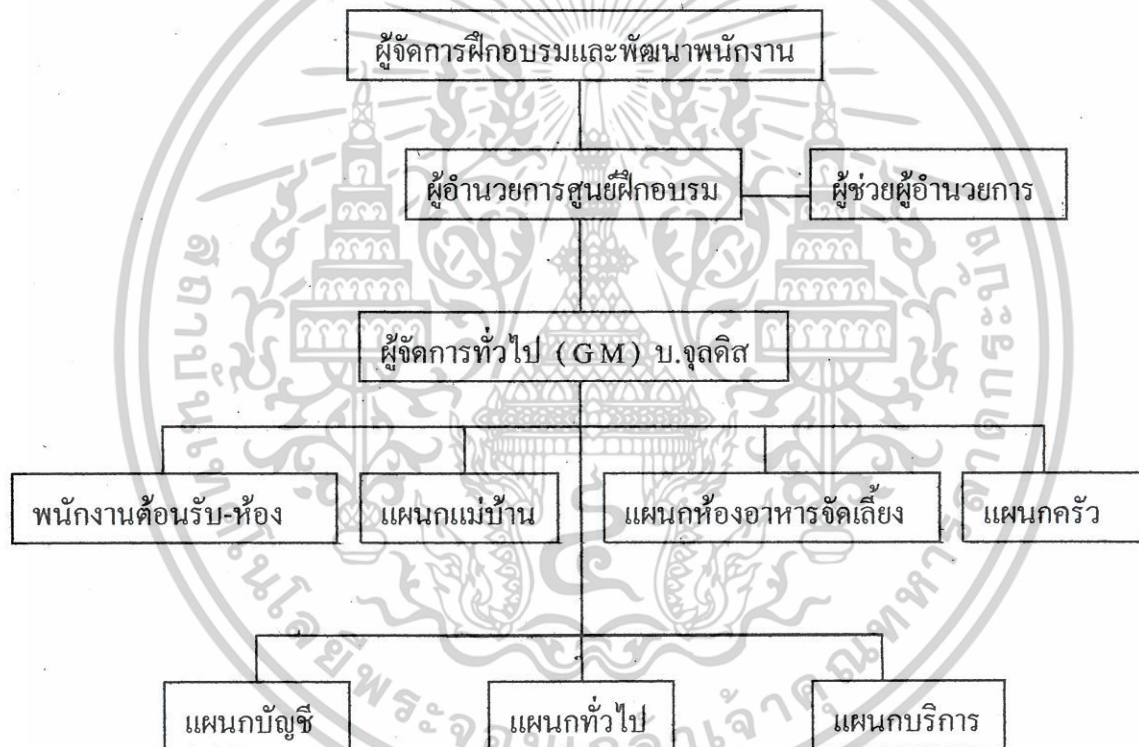 ผู้จัดการฝึกอบรมและพัฒนาพนักงาน
ผู้อำนวยการศูนย์ฝึกอบรม
ผู้ช่วยผู้อำนวยการ
ผู้จัดการทั่วไป (GM) บ.จุลดิส
พนักงานต้อนรับ-ห้อง
แผนกแม่บ้าน
แผนกห้องอาหารจัดเลี้ยง
แผนกครัว
แผนกบัญชี
แผนกทั่วไป
แผนกบริการ